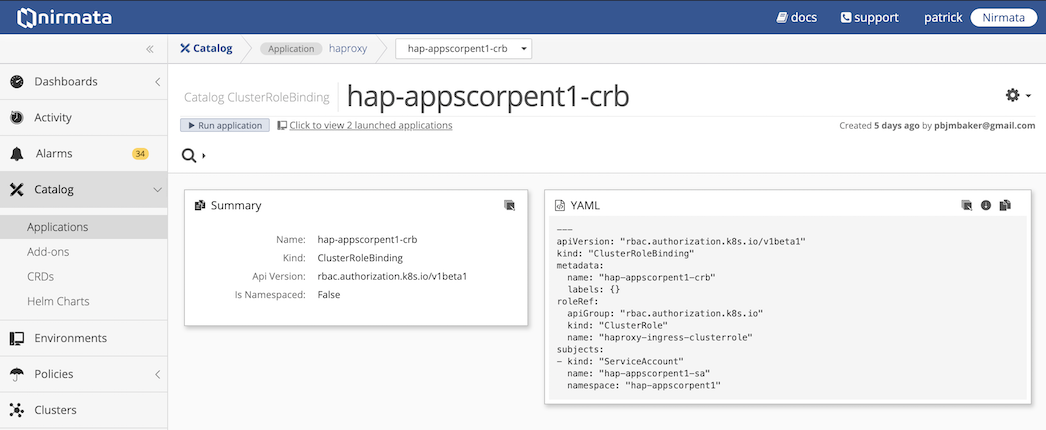 nirmata
docs
support
patrick
Nirmata
«
Catalog
Application
haproxy
hap-appscorpent1-crb
Dashboards
Activity
Alarms
34
Catalog
Applications
Add-ons
CRDs
Helm Charts
Environments
Policies
Clusters
Catalog ClusterRoleBinding
hap-appscorpent1-crb
Run application
Click to view 2 launched applications
Created 5 days ago by pbjmbaker@gmail.com
Summary
Name: hap-appscorpent1-crb
Kind: ClusterRoleBinding
Api Version: rbac.authorization.k8s.io/v1beta1
Is Namespaced: False
YAML
---
apiVersion: "rbac.authorization.k8s.io/v1beta1"
kind: "ClusterRoleBinding"
metadata:
  name: "hap-appscorpent1-crb"
  labels: {}
roleRef:
  apiGroup: "rbac.authorization.k8s.io"
  kind: "ClusterRole"
  name: "haproxy-ingress-clusterrole"
subjects:
- kind: "ServiceAccount"
  name: "hap-appscorpent1-sa"
  namespace: "hap-appscorpent1"